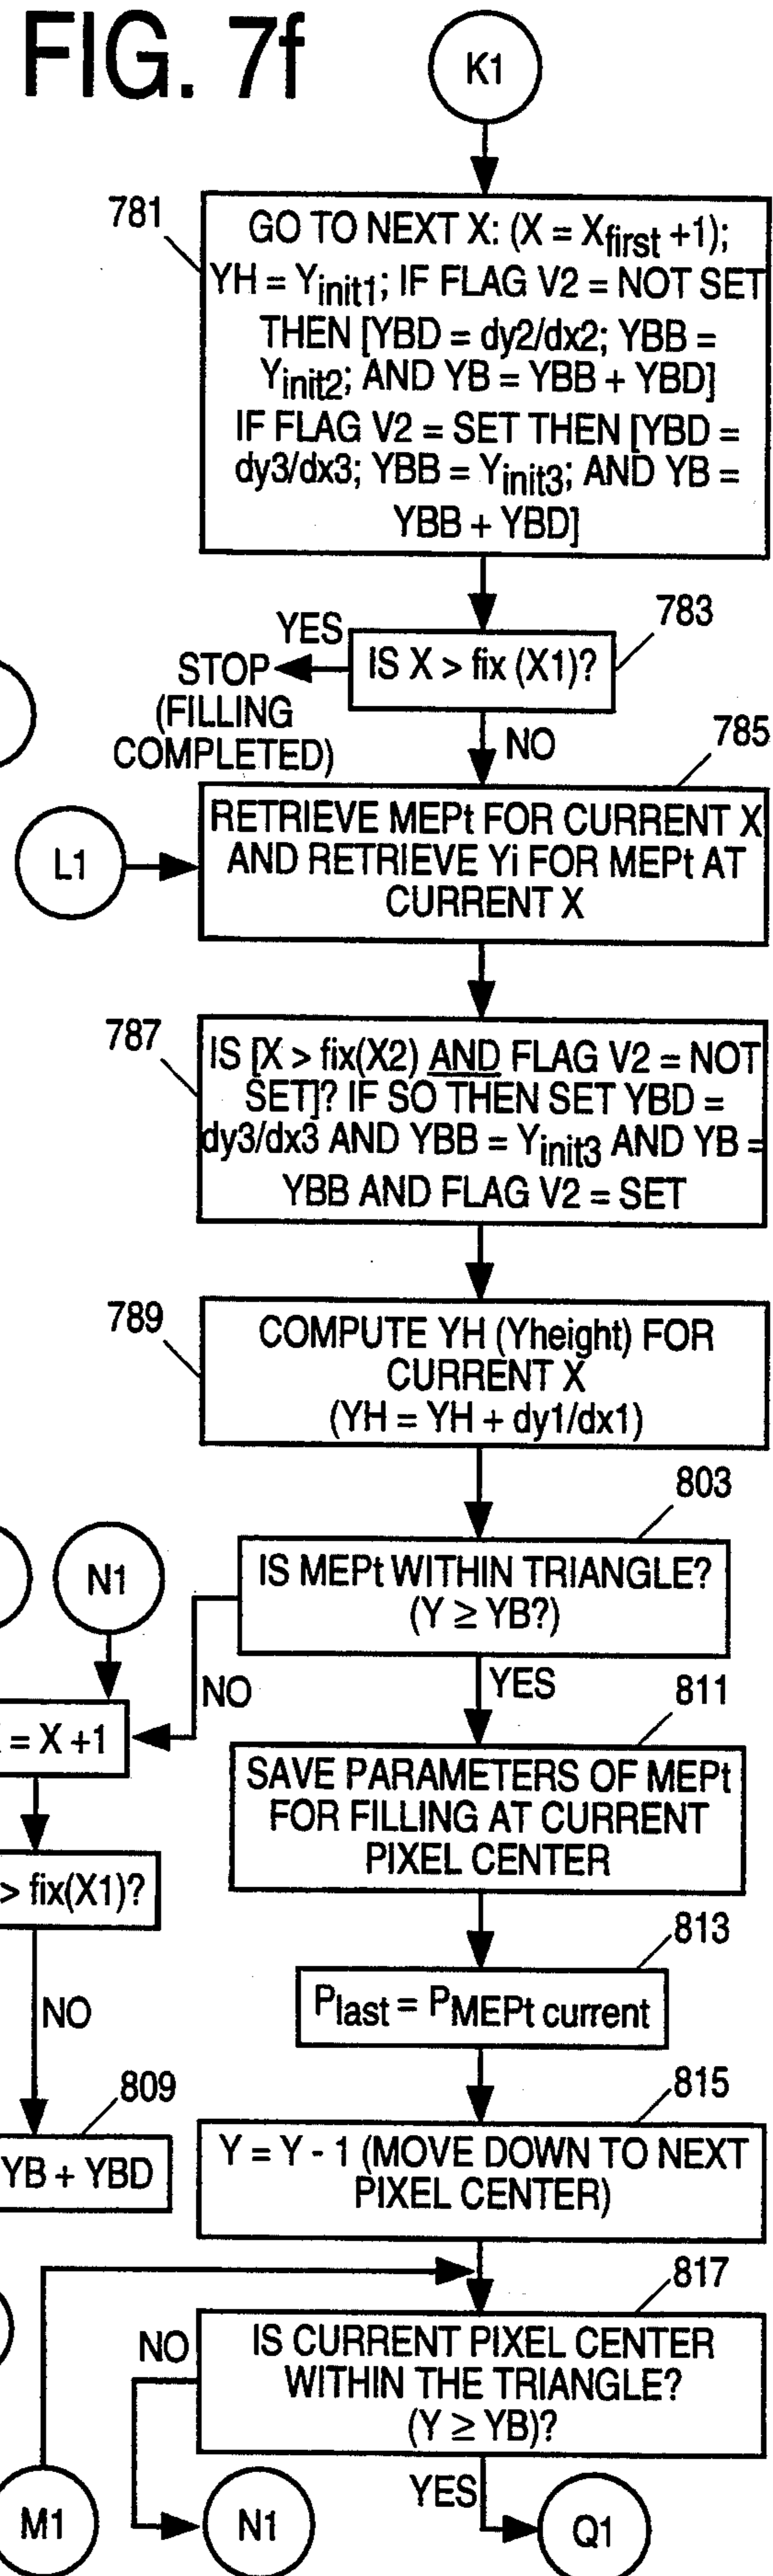 FIG. 7f
K1
781
GO TO NEXT X: (X = Xfirst +1);
YH = Yinit1; IF FLAG V2 = NOT SET
THEN [YBD = dy2/dx2; YBB =
Yinit2; AND YB = YBB + YBD]
IF FLAG V2 = SET THEN [YBD =
dy3/dx3; YBB = Yinit3; AND YB =
YBB + YBD]
783
IS X > fix (X1)?
YES
STOP
(FILLING
COMPLETED)
NO
785
L1
RETRIEVE MEPt FOR CURRENT X
AND RETRIEVE Yi FOR MEPt AT
CURRENT X
787
IS [X > fix(X2) AND FLAG V2 = NOT
SET]? IF SO THEN SET YBD =
dy3/dx3 AND YBB = Yinit3 AND YB =
YBB AND FLAG V2 = SET
789
COMPUTE YH (Yheight) FOR
CURRENT X
(YH = YH + dy1/dx1)
803
IS MEPt WITHIN TRIANGLE?
(Y ≥ YB?)
N1
NO
YES
= X +1
811
SAVE PARAMETERS OF MEPt
FOR FILLING AT CURRENT
PIXEL CENTER
> fix(X1)?
NO
813
Plast = PMEPt current
809
YB + YBD
815
Y = Y - 1 (MOVE DOWN TO NEXT
PIXEL CENTER)
817
IS CURRENT PIXEL CENTER
WITHIN THE TRIANGLE?
(Y ≥ YB)?
NO
YES
M1
N1
Q1